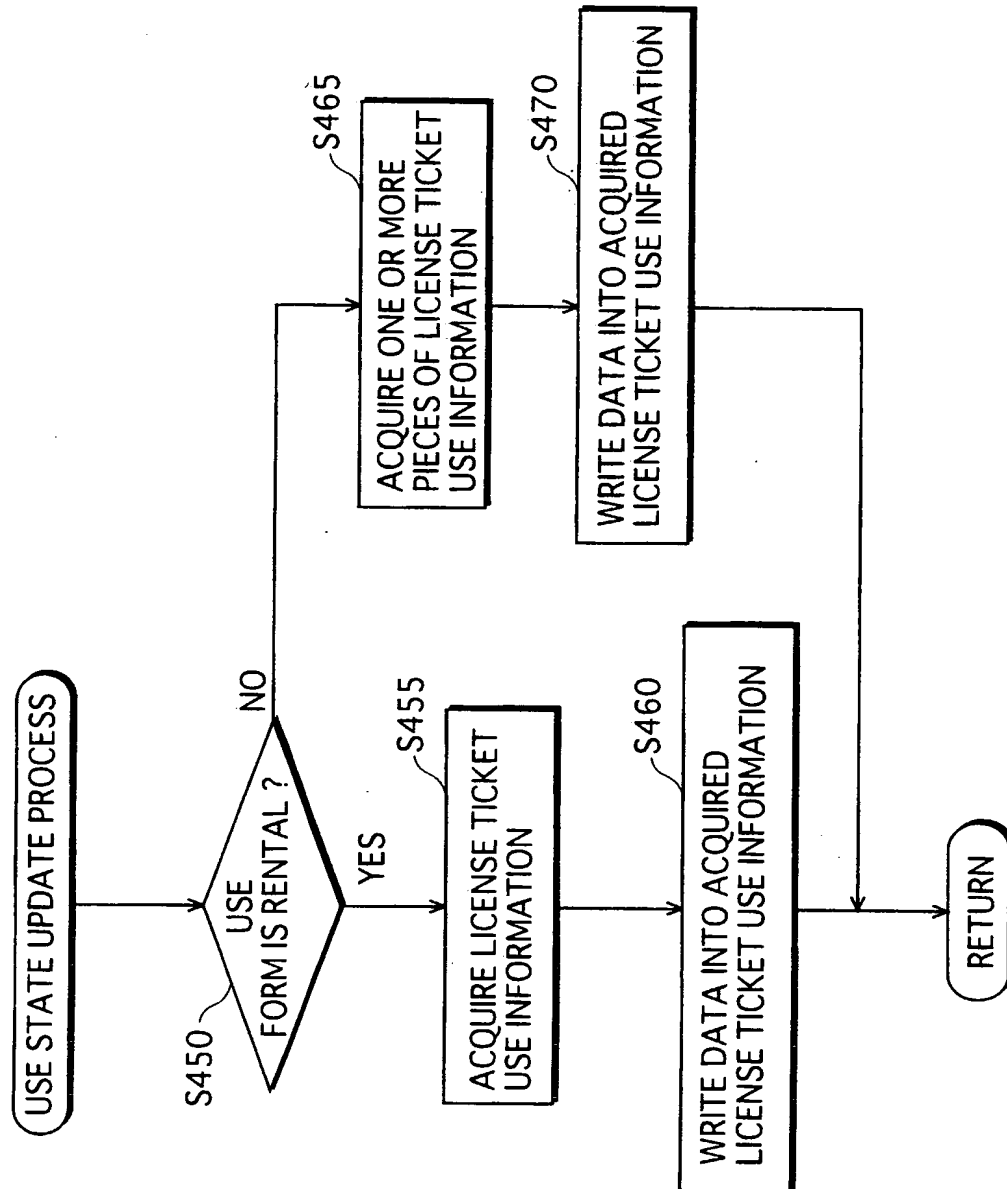 USE STATE UPDATE PROCESS
S450
USE
FORM IS RENTAL ?
NO
YES
S455
ACQUIRE LICENSE TICKET
USE INFORMATION
S460
WRITE DATA INTO ACQUIRED
LICENSE TICKET USE INFORMATION
S465
ACQUIRE ONE OR MORE
PIECES OF LICENSE TICKET
USE INFORMATION
S470
WRITE DATA INTO ACQUIRED
LICENSE TICKET USE INFORMATION
RETURN